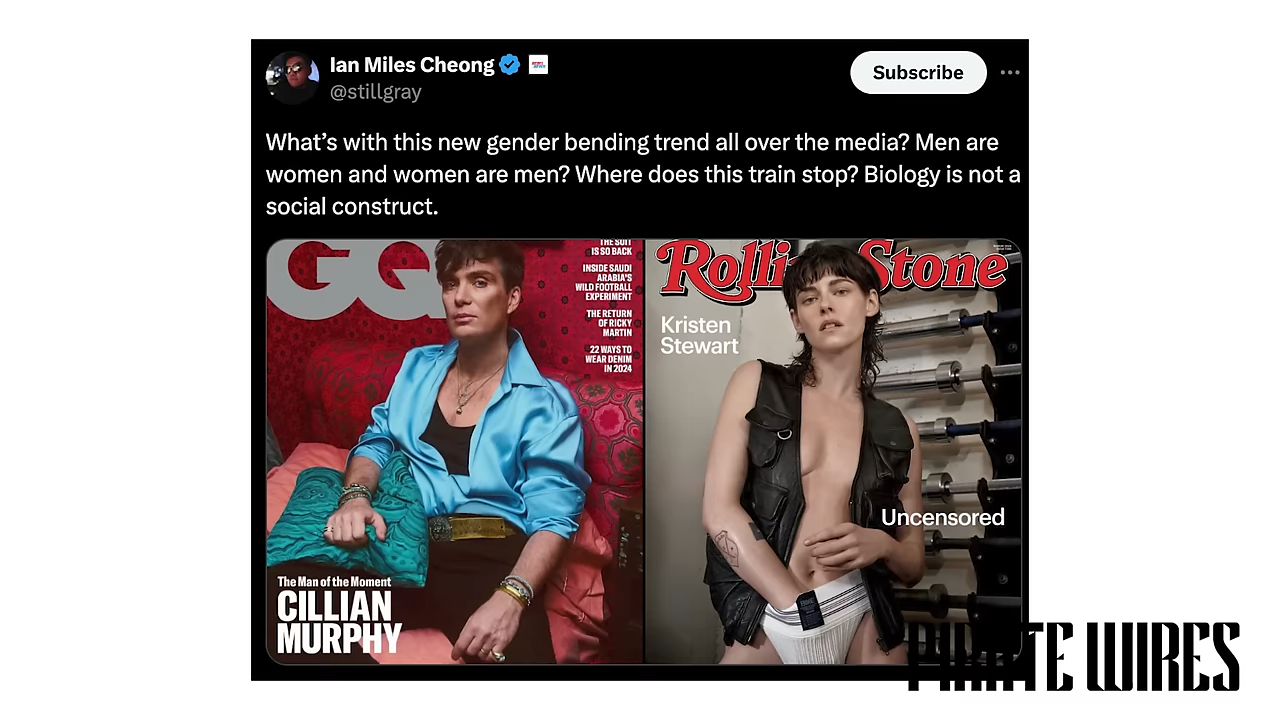 Ian Miles Cheong
@stillgray
Subscribe
What’s with this new gender bending trend all over the media? Men are
women and women are men? Where does this train stop? Biology is not a
social construct.
GQ
THE SUIT
IS SO BACK
INSIDE SAUDI
ARABIA'S
WILD FOOTBALL
EXPERIMENT
THE RETURN
OF RICKY
MARTIN
22 WAYS TO
WEAR DENIM
IN 2024
The Man of the Moment
CILLIAN
MURPHY
Rolling Stone
Kristen
Stewart
Uncensored
PIRATE WIRES